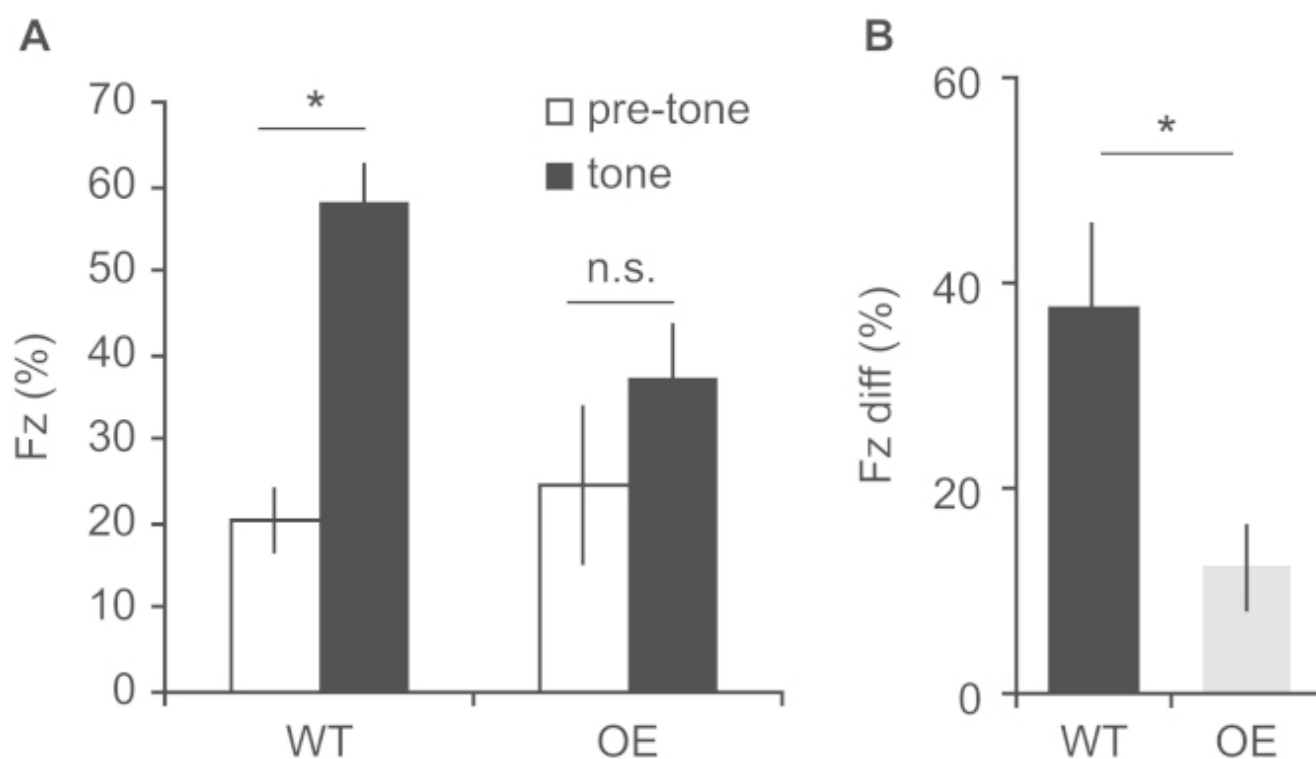 A
Fz (%)
70
60
50
40
30
20
10
0
*
pre-tone
tone
n.s.
WT
OE
B
Fz diff (%)
60
40
20
0
*
WT
OE